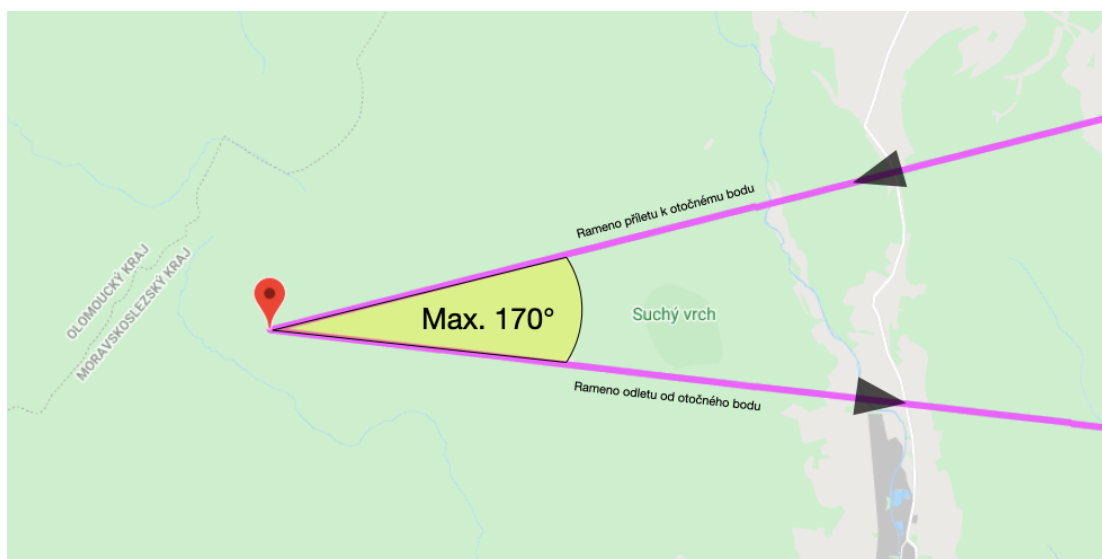 Rameno příletu k otočnému bodu
OLOMOUCKÝ KRAJ
MORAVSKOSLEZSKÝ KRAJ
Max. 170°
Suchý vrch
Rameno odletu od otočného bodu